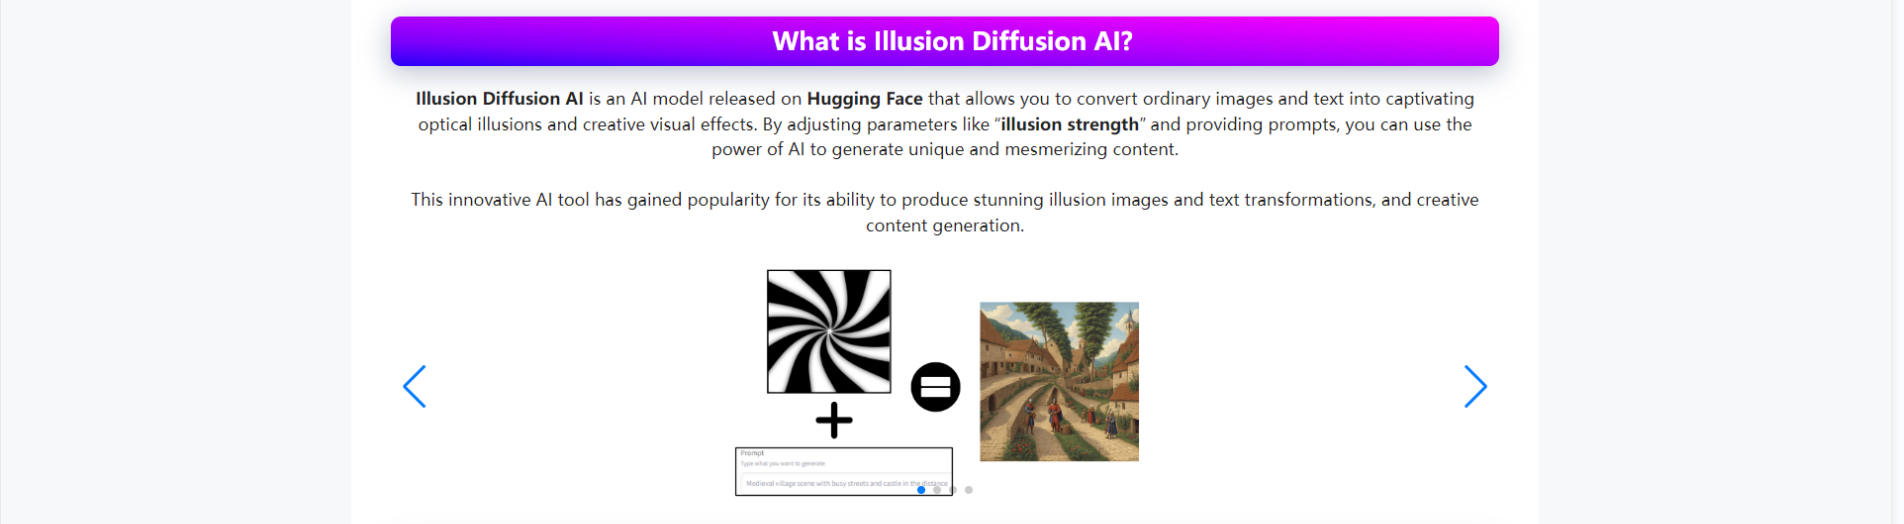 What is Illusion Diffusion AI?
Illusion Diffusion AI is an AI model released on Hugging Face that allows you to convert ordinary images and text into captivating
optical illusions and creative visual effects. By adjusting parameters like “illusion strength” and providing prompts, you can use the
power of AI to generate unique and mesmerizing content.
This innovative AI tool has gained popularity for its ability to produce stunning illusion images and text transformations, and creative
content generation.
Prompt
Type what you want to generate
Medieval village scene with busy streets and castle in the distance